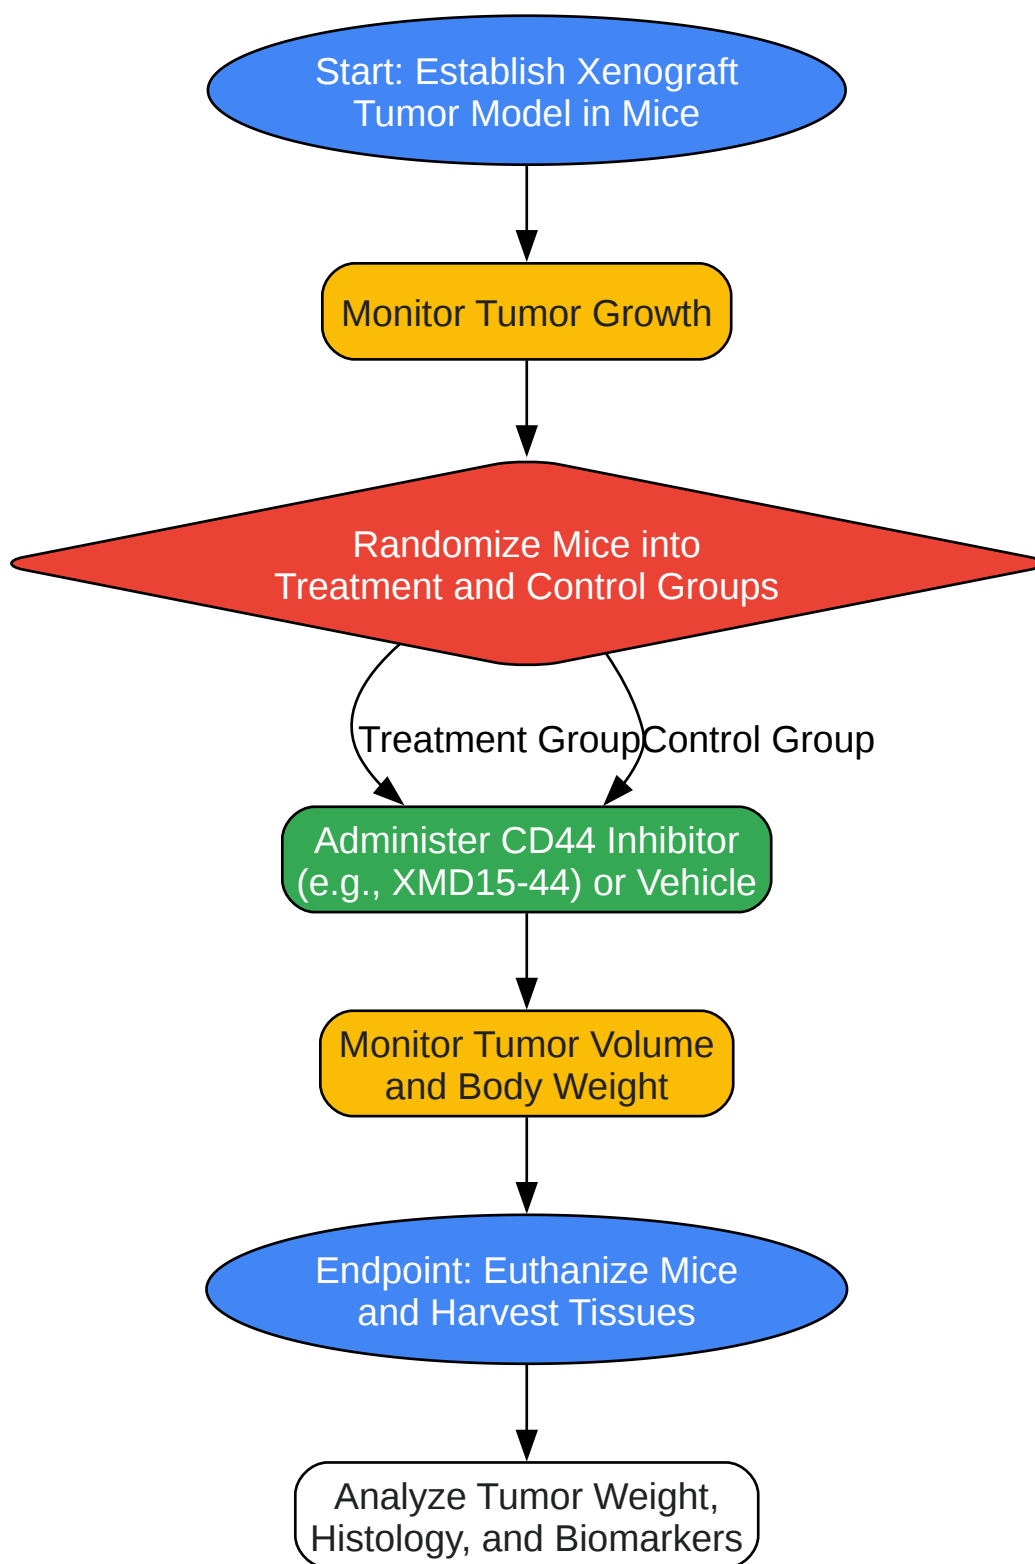 Start: Establish Xenograft
Tumor Model in Mice
Monitor Tumor Growth
Randomize Mice into
Treatment and Control Groups
Treatment Group
Control Group
Administer CD44 Inhibitor
(e.g., XMD15-44) or Vehicle
Monitor Tumor Volume
and Body Weight
Endpoint: Euthanize Mice
and Harvest Tissues
Analyze Tumor Weight,
Histology, and Biomarkers